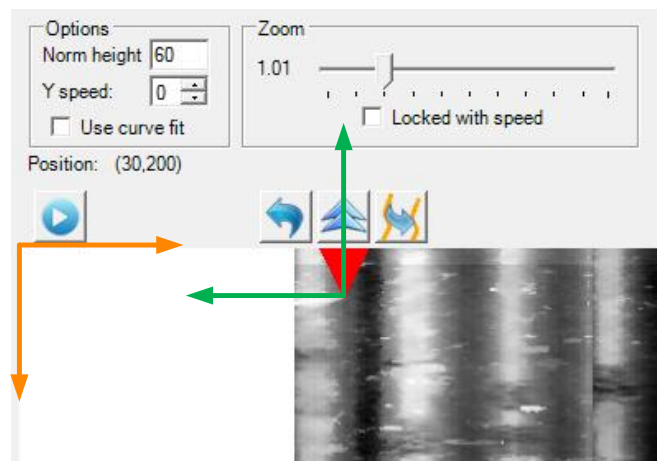 Options
Norm height 60
Y speed: 0
Use curve fit
Zoom
1.01
Locked with speed
Position: (30,200)